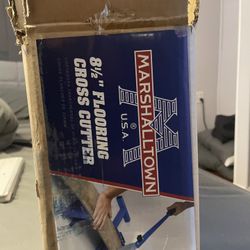 MARSHALLTOWN
U.S.A.
®
8½" FLOORING
CROSS CUTTER